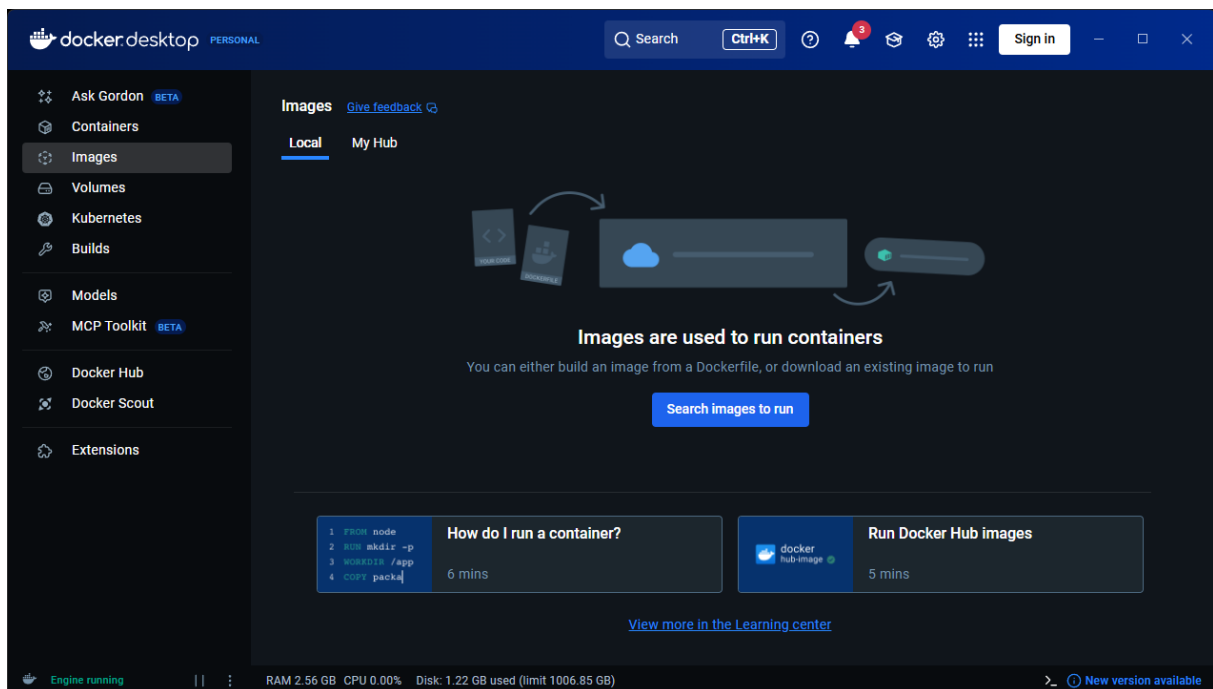 docker.desktop PERSONAL
Search Ctrl+K
3
Sign in
Ask Gordon BETA
Containers
Images
Volumes
Kubernetes
Builds
Models
MCP Toolkit BETA
Docker Hub
Docker Scout
Extensions
Images Give feedback
Local My Hub
YOUR CODE
DOCKERFILE
Images are used to run containers
You can either build an image from a Dockerfile, or download an existing image to run
Search images to run
1 FROM node
2 RUN mkdir -p
3 WORKDIR /app
4 COPY packa
How do I run a container?
6 mins
docker
hub-image
Run Docker Hub images
5 mins
View more in the Learning center
Engine running
RAM 2.56 GB CPU 0.00% Disk: 1.22 GB used (limit 1006.85 GB)
New version available